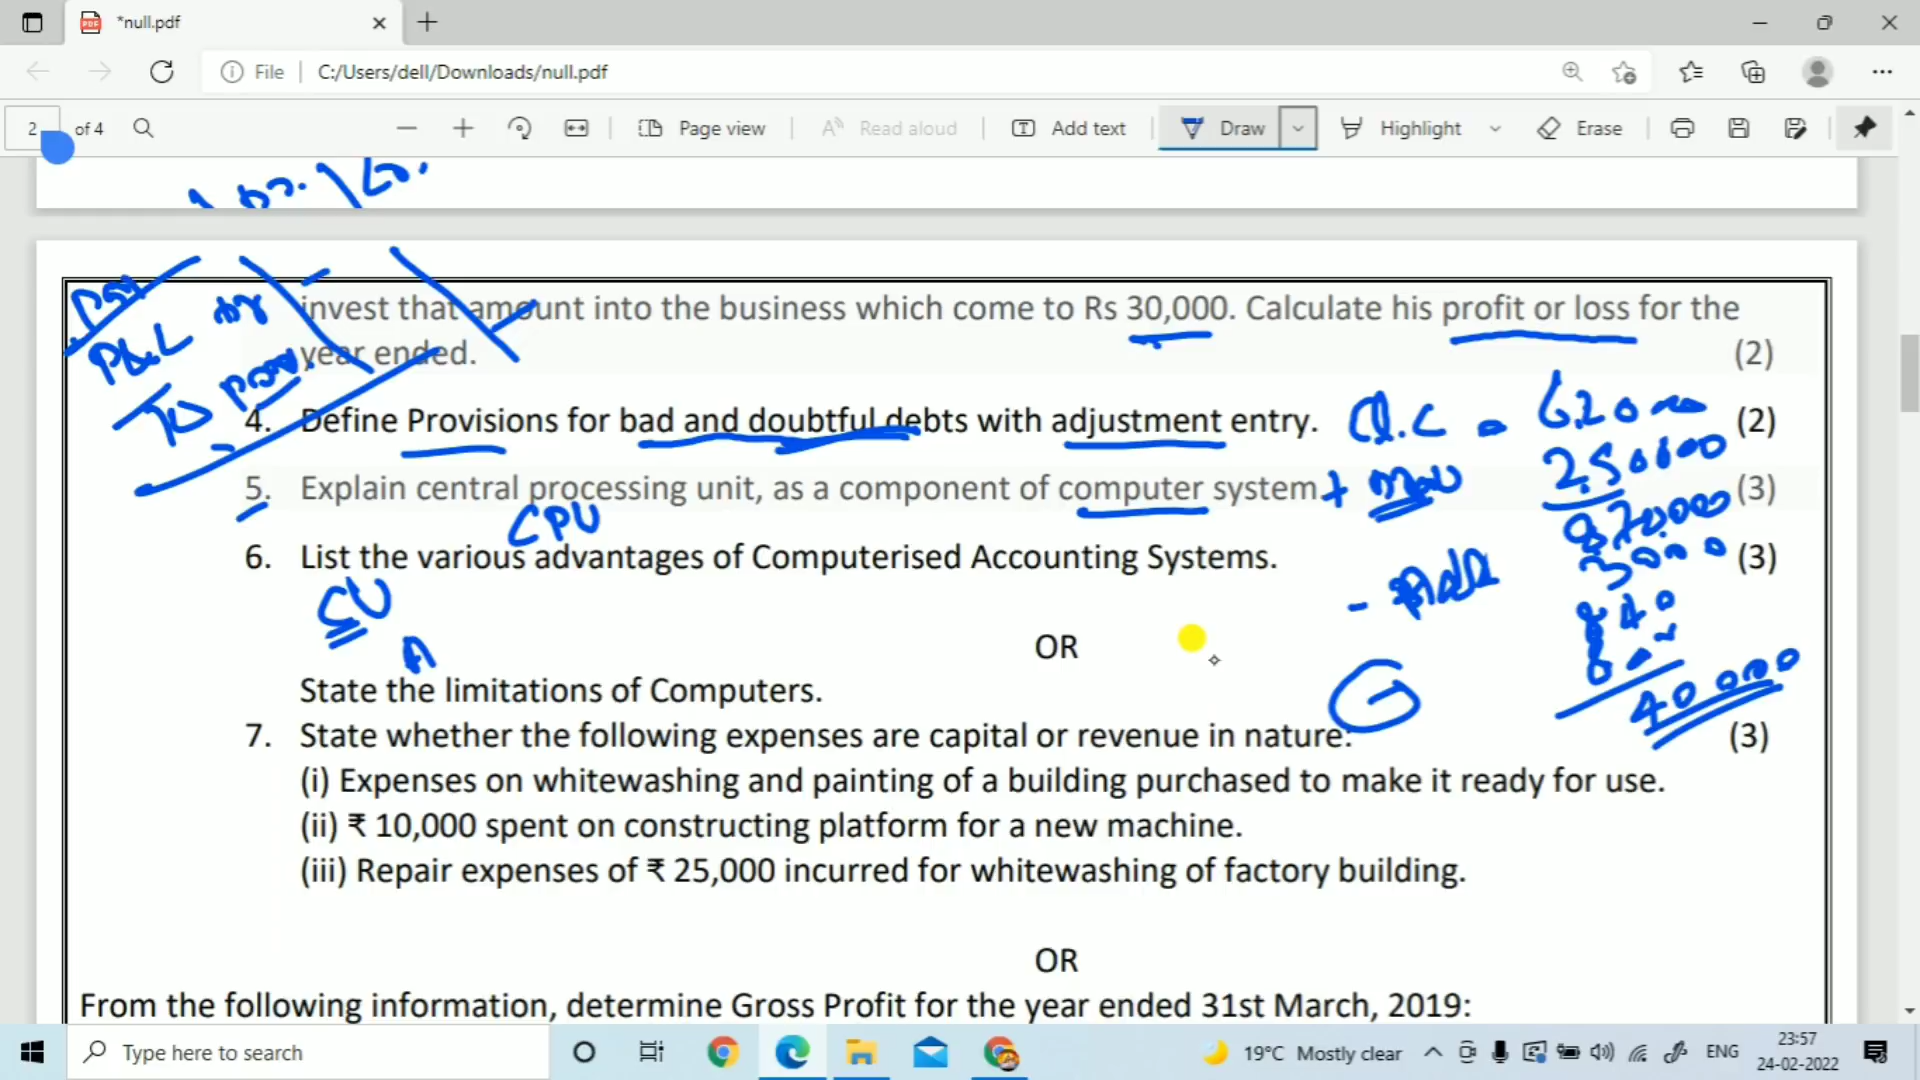 *null.pdf
File
C:/Users/dell/Downloads/null.pdf
2 of 4
Page view
Read aloud
Add text
Draw
Highlight
Erase
invest that amount into the business which come to Rs 30,000. Calculate his profit or loss for the
year ended. (2)
4. Define Provisions for bad and doubtful debts with adjustment entry. (2)
5. Explain central processing unit, as a component of computer system (3)
CPU
6. List the various advantages of Computerised Accounting Systems. (3)
CU
A
OR
State the limitations of Computers.
7. State whether the following expenses are capital or revenue in nature: (3)
(i) Expenses on whitewashing and painting of a building purchased to make it ready for use.
(ii) ₹ 10,000 spent on constructing platform for a new machine.
(iii) Repair expenses of ₹ 25,000 incurred for whitewashing of factory building.
OR
From the following information, determine Gross Profit for the year ended 31st March, 2019:
Type here to search
19°C Mostly clear
ENG
23:57
24-02-2022